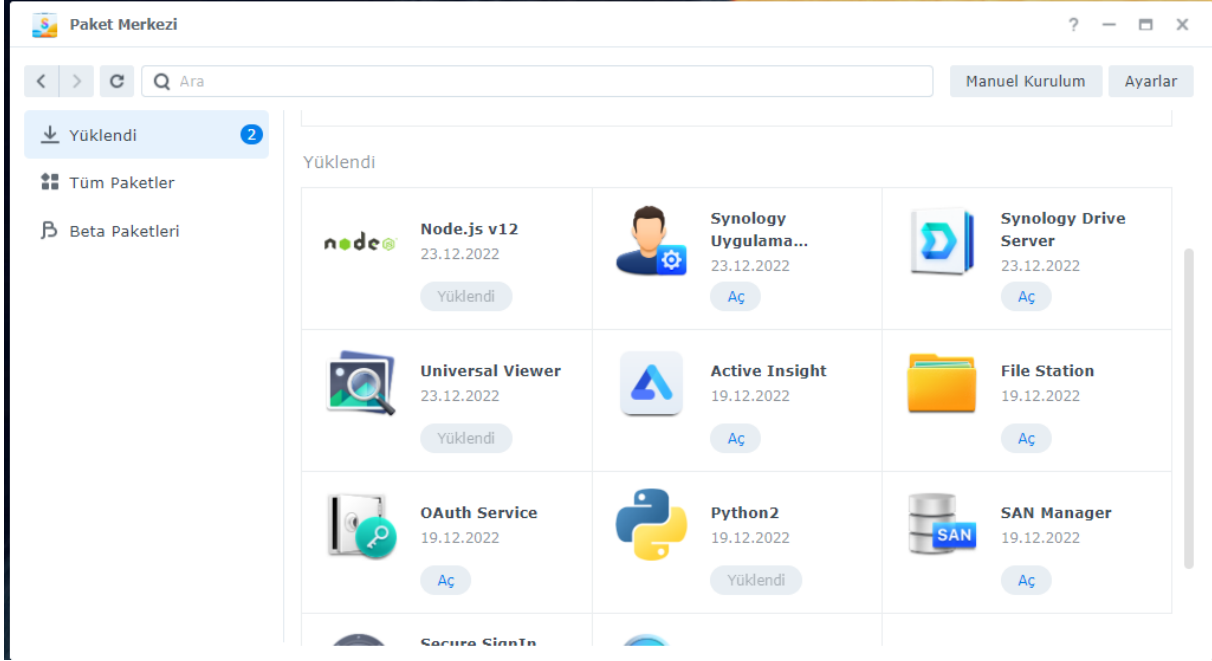 Paket Merkezi
Ara
Manuel Kurulum
Ayarlar
Yüklendi
2
Tüm Paketler
Beta Paketleri
Yüklendi
node
Node.js v12
23.12.2022
Yüklendi
Synology
Uygulama...
23.12.2022
Aç
Synology Drive
Server
23.12.2022
Aç
Universal Viewer
23.12.2022
Yüklendi
Active Insight
19.12.2022
Aç
File Station
19.12.2022
Aç
OAuth Service
19.12.2022
Aç
Python2
19.12.2022
Yüklendi
SAN
SAN Manager
19.12.2022
Aç
Secure SignIn